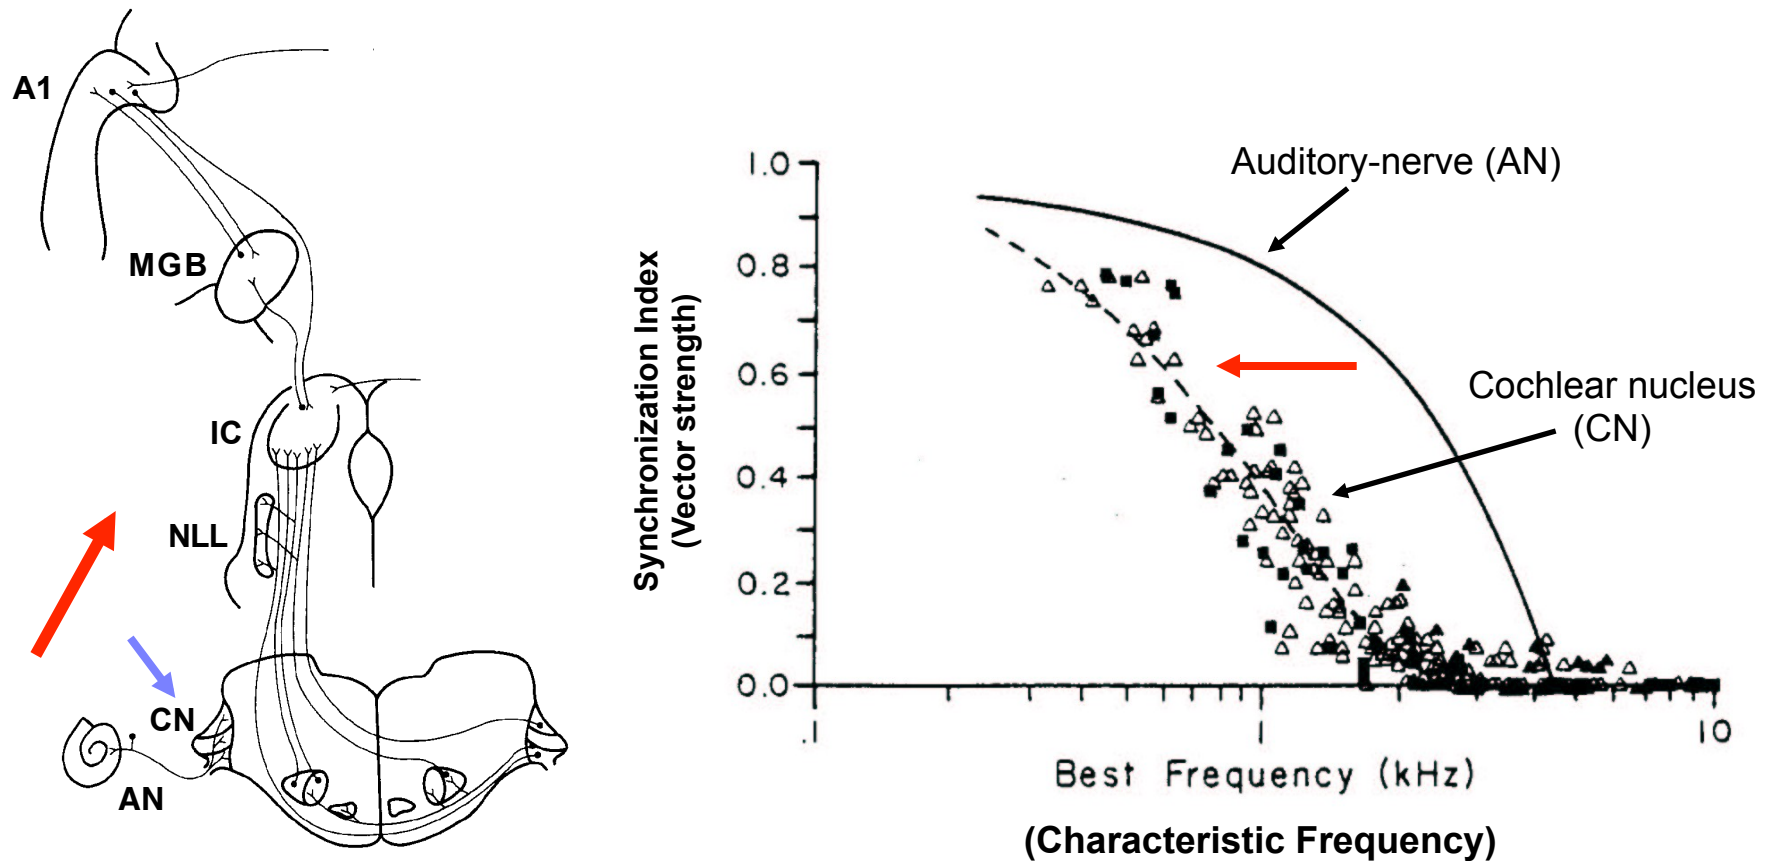 A1
MGB
IC
NLL
CN
AN
Synchronization Index
(Vector strength)
1.0
0.8
0.6
0.4
0.2
0.0
.1
1
10
Auditory-nerve (AN)
Cochlear nucleus
(CN)
Best Frequency (kHz)
(Characteristic Frequency)